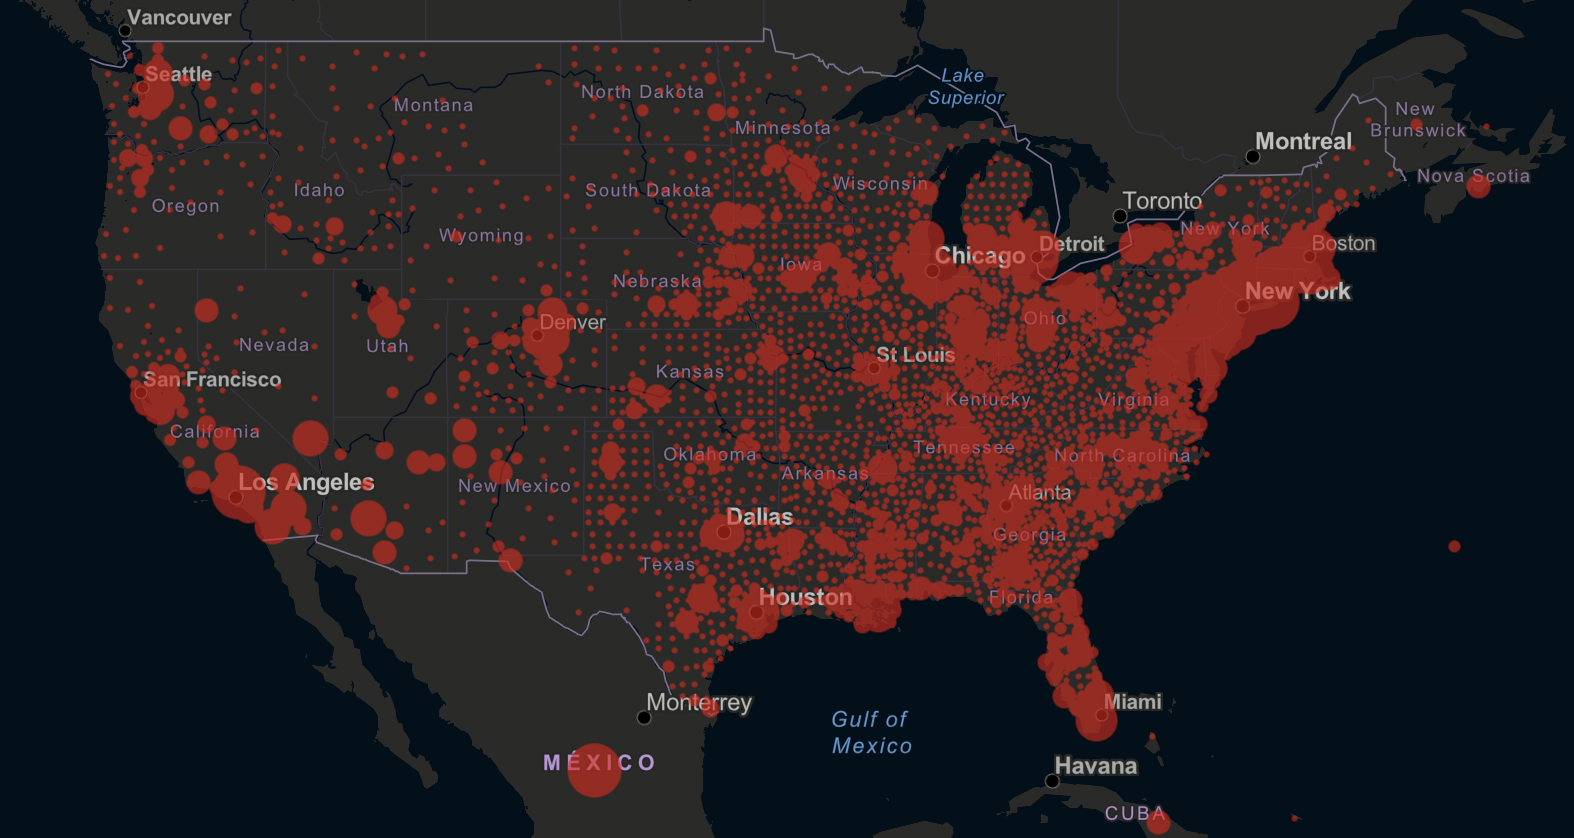 Vancouver
Seattle
Montana
North Dakota
Minnesota
Lake
Superior
New
Brunswick
Montreal
Nova Scotia
Oregon
Idaho
South Dakota
Wisconsin
Toronto
New York
Wyoming
Detroit
Boston
Chicago
Iowa
Nebraska
New York
Ohio
Denver
Nevada
Utah
St Louis
Kansas
San Francisco
Kentucky
Virginia
California
Oklahoma
Tennessee
North Carolina
Arkansas
Los Angeles
New Mexico
Atlanta
Dallas
Georgia
Texas
Houston
Florida
Monterrey
Miami
Gulf of
Mexico
MÉXICO
Havana
CUBA